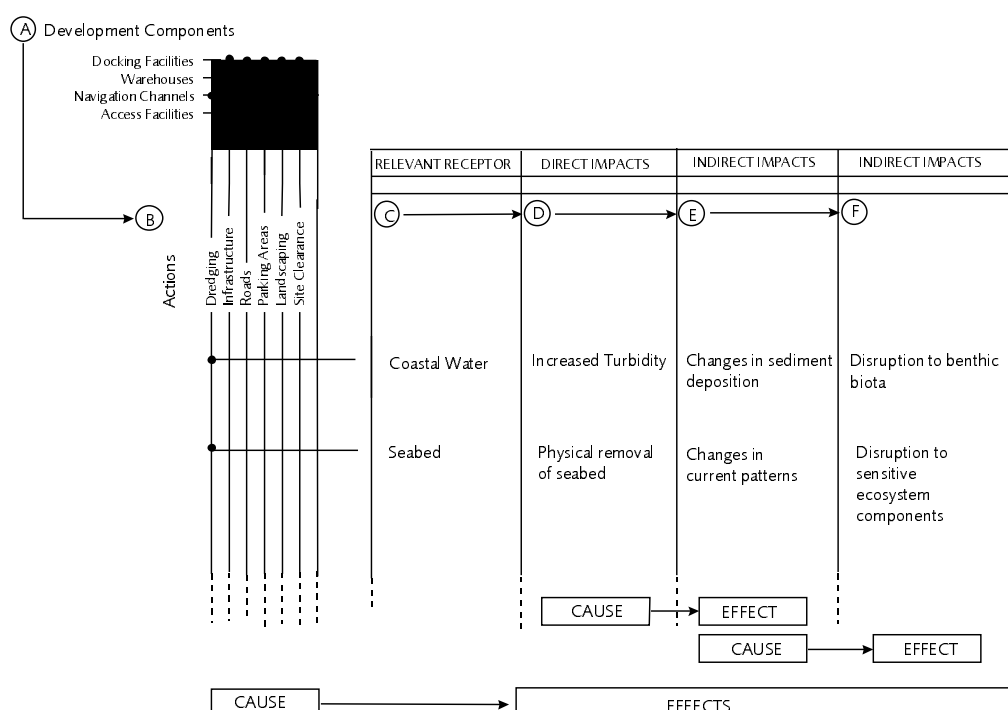 A Development Components
Docking Facilities
Warehouses
Navigation Channels
Access Facilities
B
Actions
Dredging
Infrastructure
Roads
Parking Areas
Landscaping
Site Clearance
RELEVANT RECEPTOR
DIRECT IMPACTS
INDIRECT IMPACTS
INDIRECT IMPACTS
C
D
E
F
Coastal Water
Increased Turbidity
Changes in sediment
deposition
Disruption to benthic
biota
Seabed
Physical removal
of seabed
Changes in
current patterns
Disruption to
sensitive
ecosystem
components
CAUSE
EFFECT
CAUSE
EFFECT
CAUSE
EFFECTS